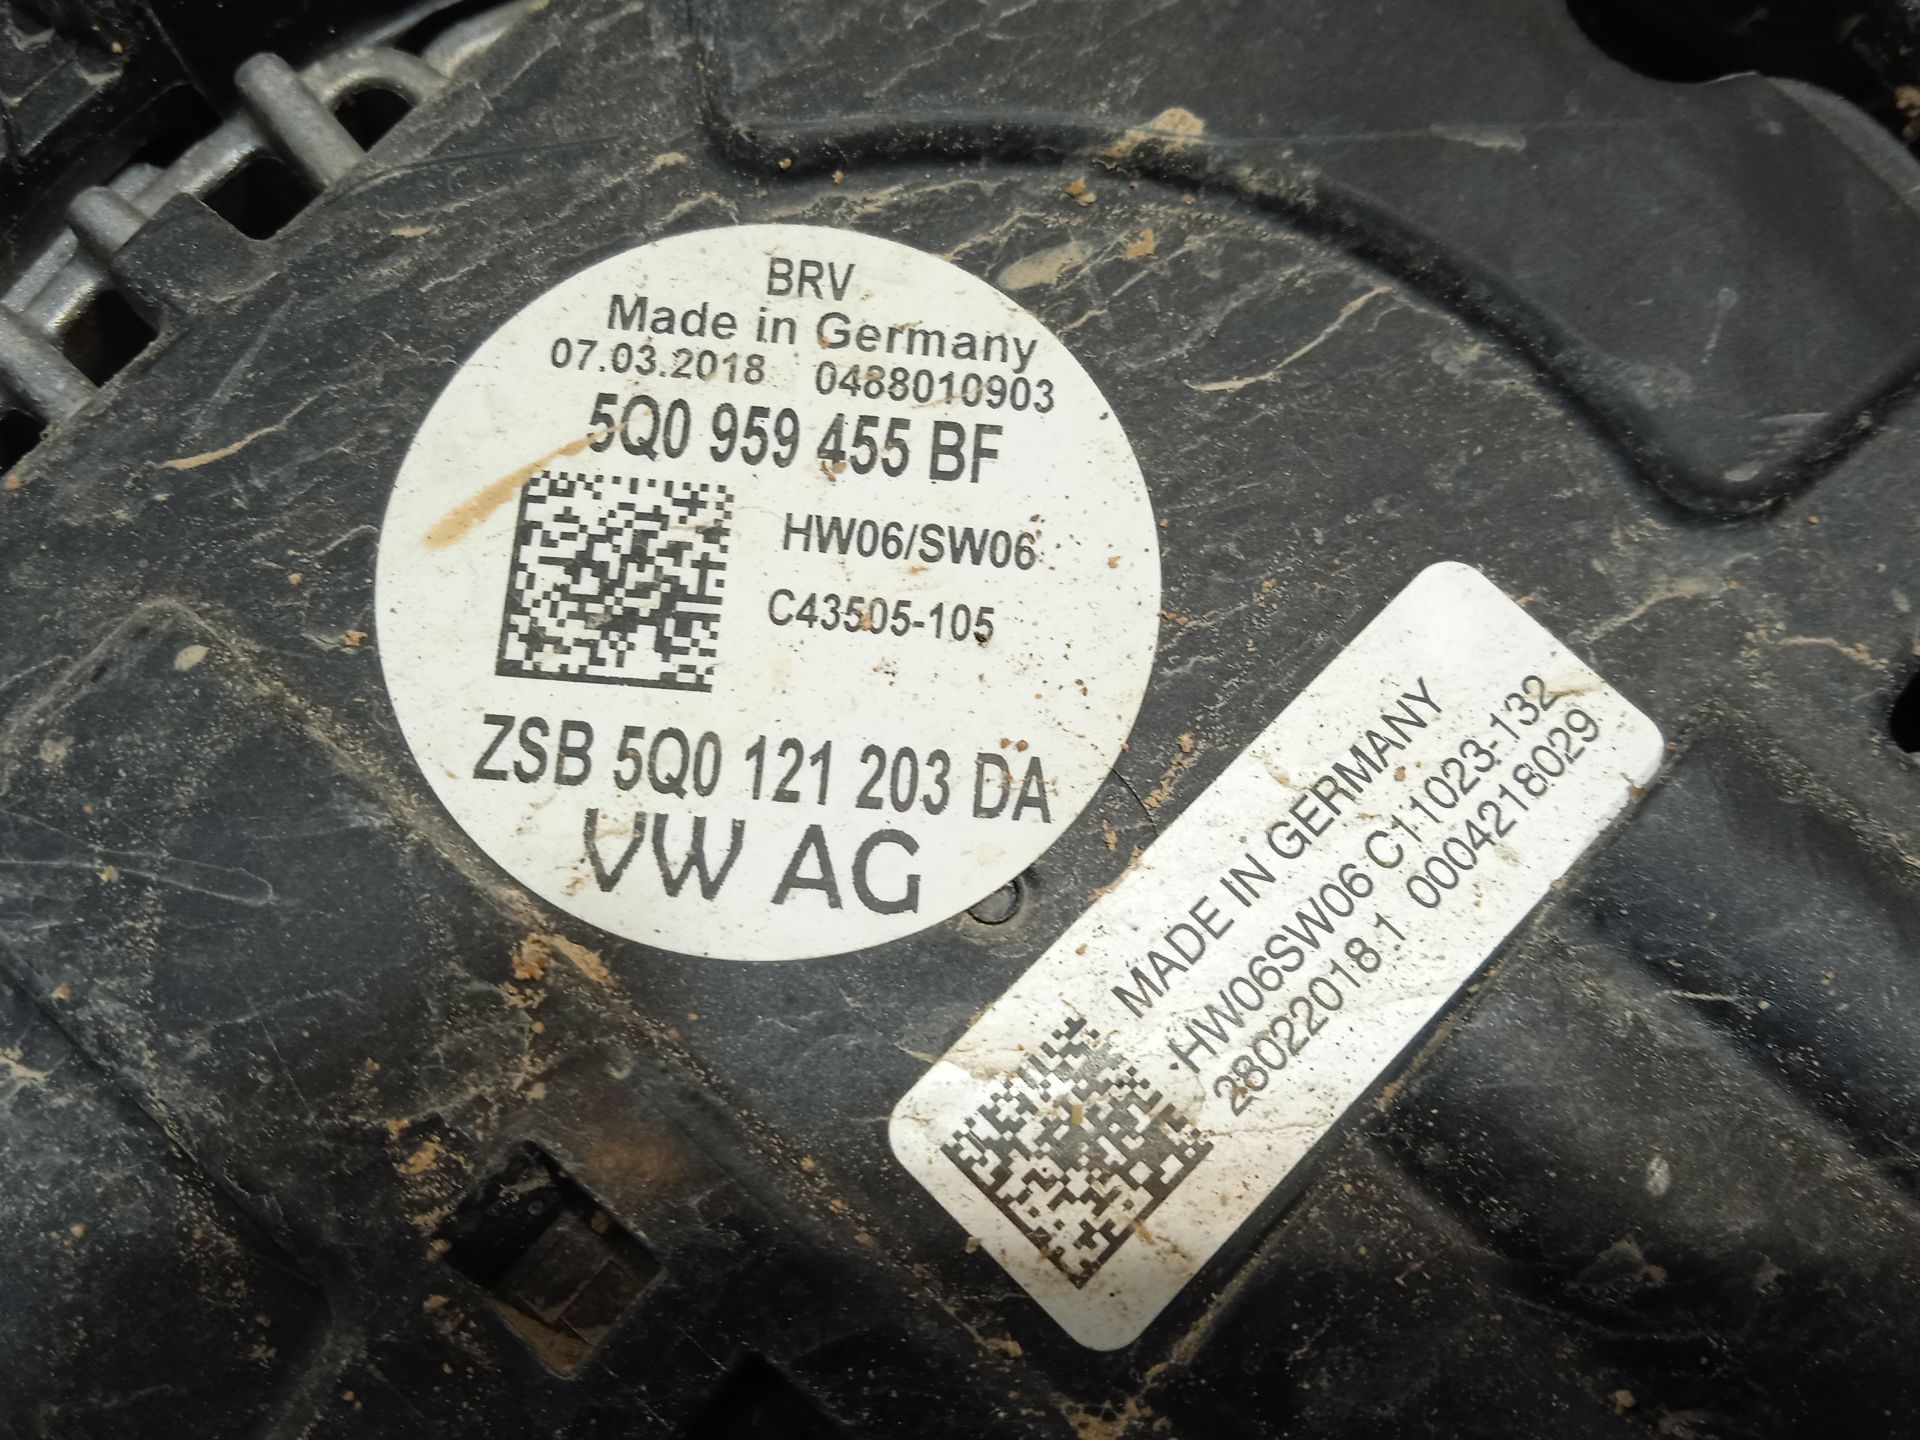 BRV
Made in Germany
07.03.2018 0488010903
5Q0 959 455 BF
HW06/SW06
C43505-105
ZSB 5Q0 121 203 DA
VW AG
MADE IN GERMANY
HW06SW06 C11023-132
28022018 1 0004218029